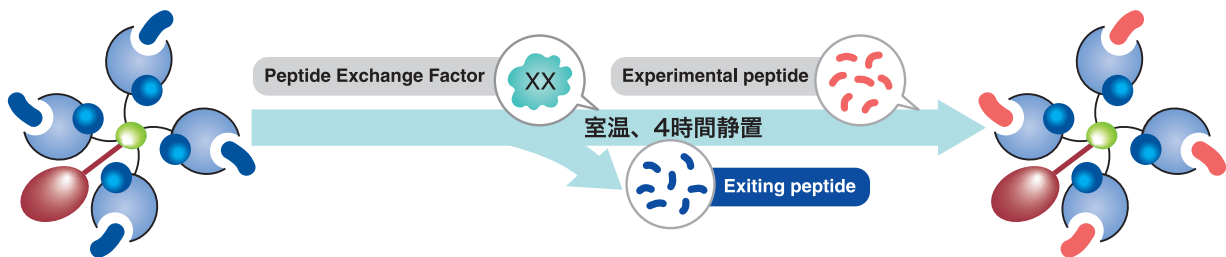 Peptide Exchange Factor
XX
Experimental peptide
室温、4時間静置
Exiting peptide